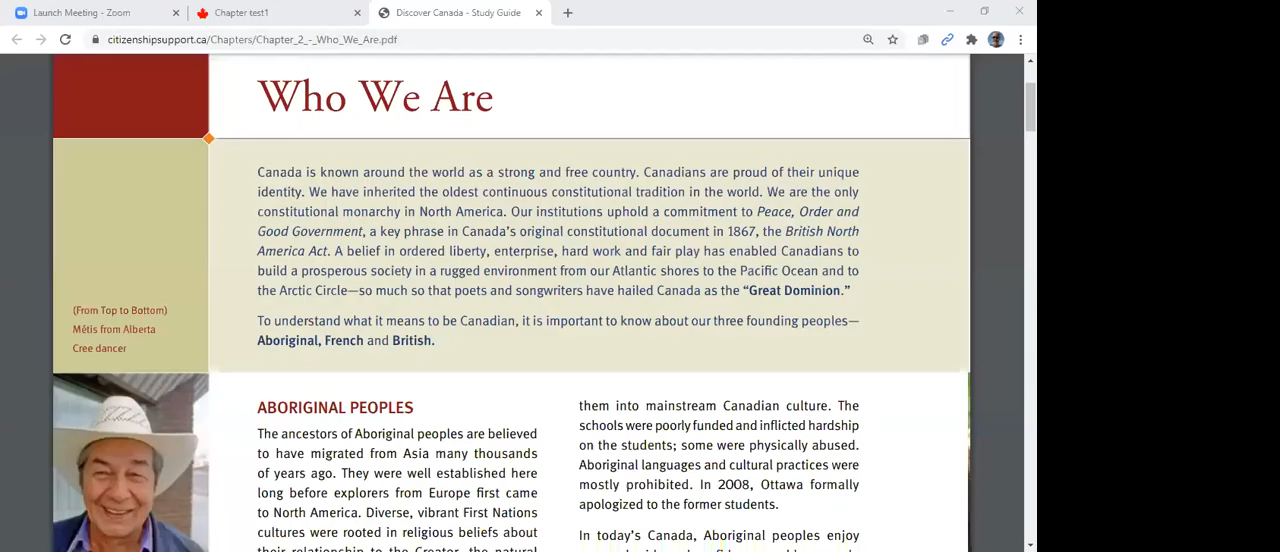 Launch Meeting - Zoom
Chapter test1
Discover Canada - Study Guide
citizenshipsupport.ca/Chapters/Chapter_2_-_Who_We_Are.pdf
Who We Are
Canada is known around the world as a strong and free country. Canadians are proud of their unique
identity. We have inherited the oldest continuous constitutional tradition in the world. We are the only
constitutional monarchy in North America. Our institutions uphold a commitment to Peace, Order and
Good Government, a key phrase in Canada's original constitutional document in 1867, the British North
America Act. A belief in ordered liberty, enterprise, hard work and fair play has enabled Canadians to
build a prosperous society in a rugged environment from our Atlantic shores to the Pacific Ocean and to
the Arctic Circle—so much so that poets and songwriters have hailed Canada as the “Great Dominion.”
To understand what it means to be Canadian, it is important to know about our three founding peoples—
Aboriginal, French and British.
(From Top to Bottom)
Métis from Alberta
Cree dancer
ABORIGINAL PEOPLES
The ancestors of Aboriginal peoples are believed
to have migrated from Asia many thousands
of years ago. They were well established here
long before explorers from Europe first came
to North America. Diverse, vibrant First Nations
cultures were rooted in religious beliefs about
their relationship to the Creator, the natural
them into mainstream Canadian culture. The
schools were poorly funded and inflicted hardship
on the students; some were physically abused.
Aboriginal languages and cultural practices were
mostly prohibited. In 2008, Ottawa formally
apologized to the former students.
In today's Canada, Aboriginal peoples enjoy